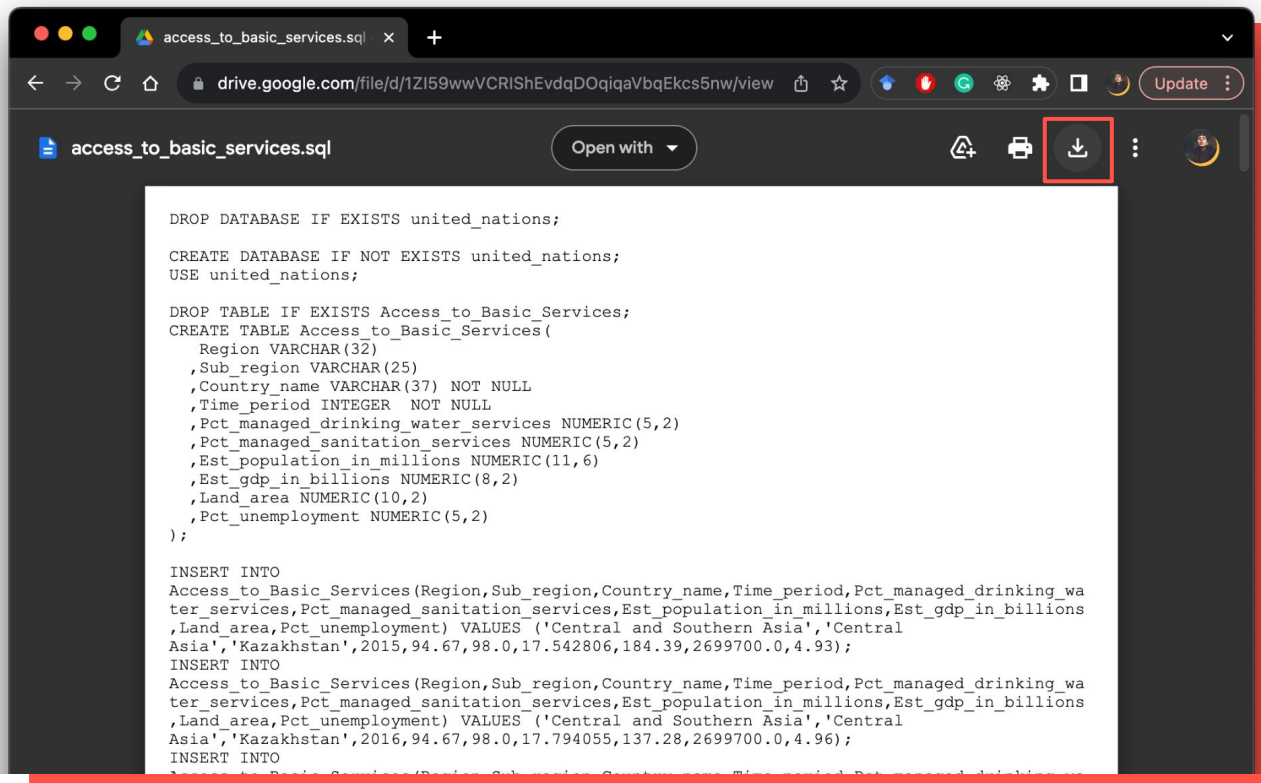 access_to_basic_services.sql
drive.google.com/file/d/1ZI59wwVCRIShEvdqDOqiqaVbqEkcs5nw/view
Update
access_to_basic_services.sql
Open with
DROP DATABASE IF EXISTS united_nations;
CREATE DATABASE IF NOT EXISTS united_nations;
USE united_nations;
DROP TABLE IF EXISTS Access_to_Basic_Services;
CREATE TABLE Access_to_Basic_Services(
Region VARCHAR(32)
,Sub_region VARCHAR(25)
,Country_name VARCHAR(37) NOT NULL
,Time_period INTEGER  NOT NULL
,Pct_managed_drinking_water_services NUMERIC(5,2)
,Pct_managed_sanitation_services NUMERIC(5,2)
,Est_population_in_millions NUMERIC(11,6)
,Est_gdp_in_billions NUMERIC(8,2)
,Land_area NUMERIC(10,2)
,Pct_unemployment NUMERIC(5,2)
);
INSERT INTO
Access_to_Basic_Services(Region,Sub_region,Country_name,Time_period,Pct_managed_drinking_wa
ter_services,Pct_managed_sanitation_services,Est_population_in_millions,Est_gdp_in_billions
,Land_area,Pct_unemployment) VALUES ('Central and Southern Asia','Central
Asia','Kazakhstan',2015,94.67,98.0,17.542806,184.39,2699700.0,4.93);
INSERT INTO
Access_to_Basic_Services(Region,Sub_region,Country_name,Time_period,Pct_managed_drinking_wa
ter_services,Pct_managed_sanitation_services,Est_population_in_millions,Est_gdp_in_billions
,Land_area,Pct_unemployment) VALUES ('Central and Southern Asia','Central
Asia','Kazakhstan',2016,94.67,98.0,17.794055,137.28,2699700.0,4.96);
INSERT INTO